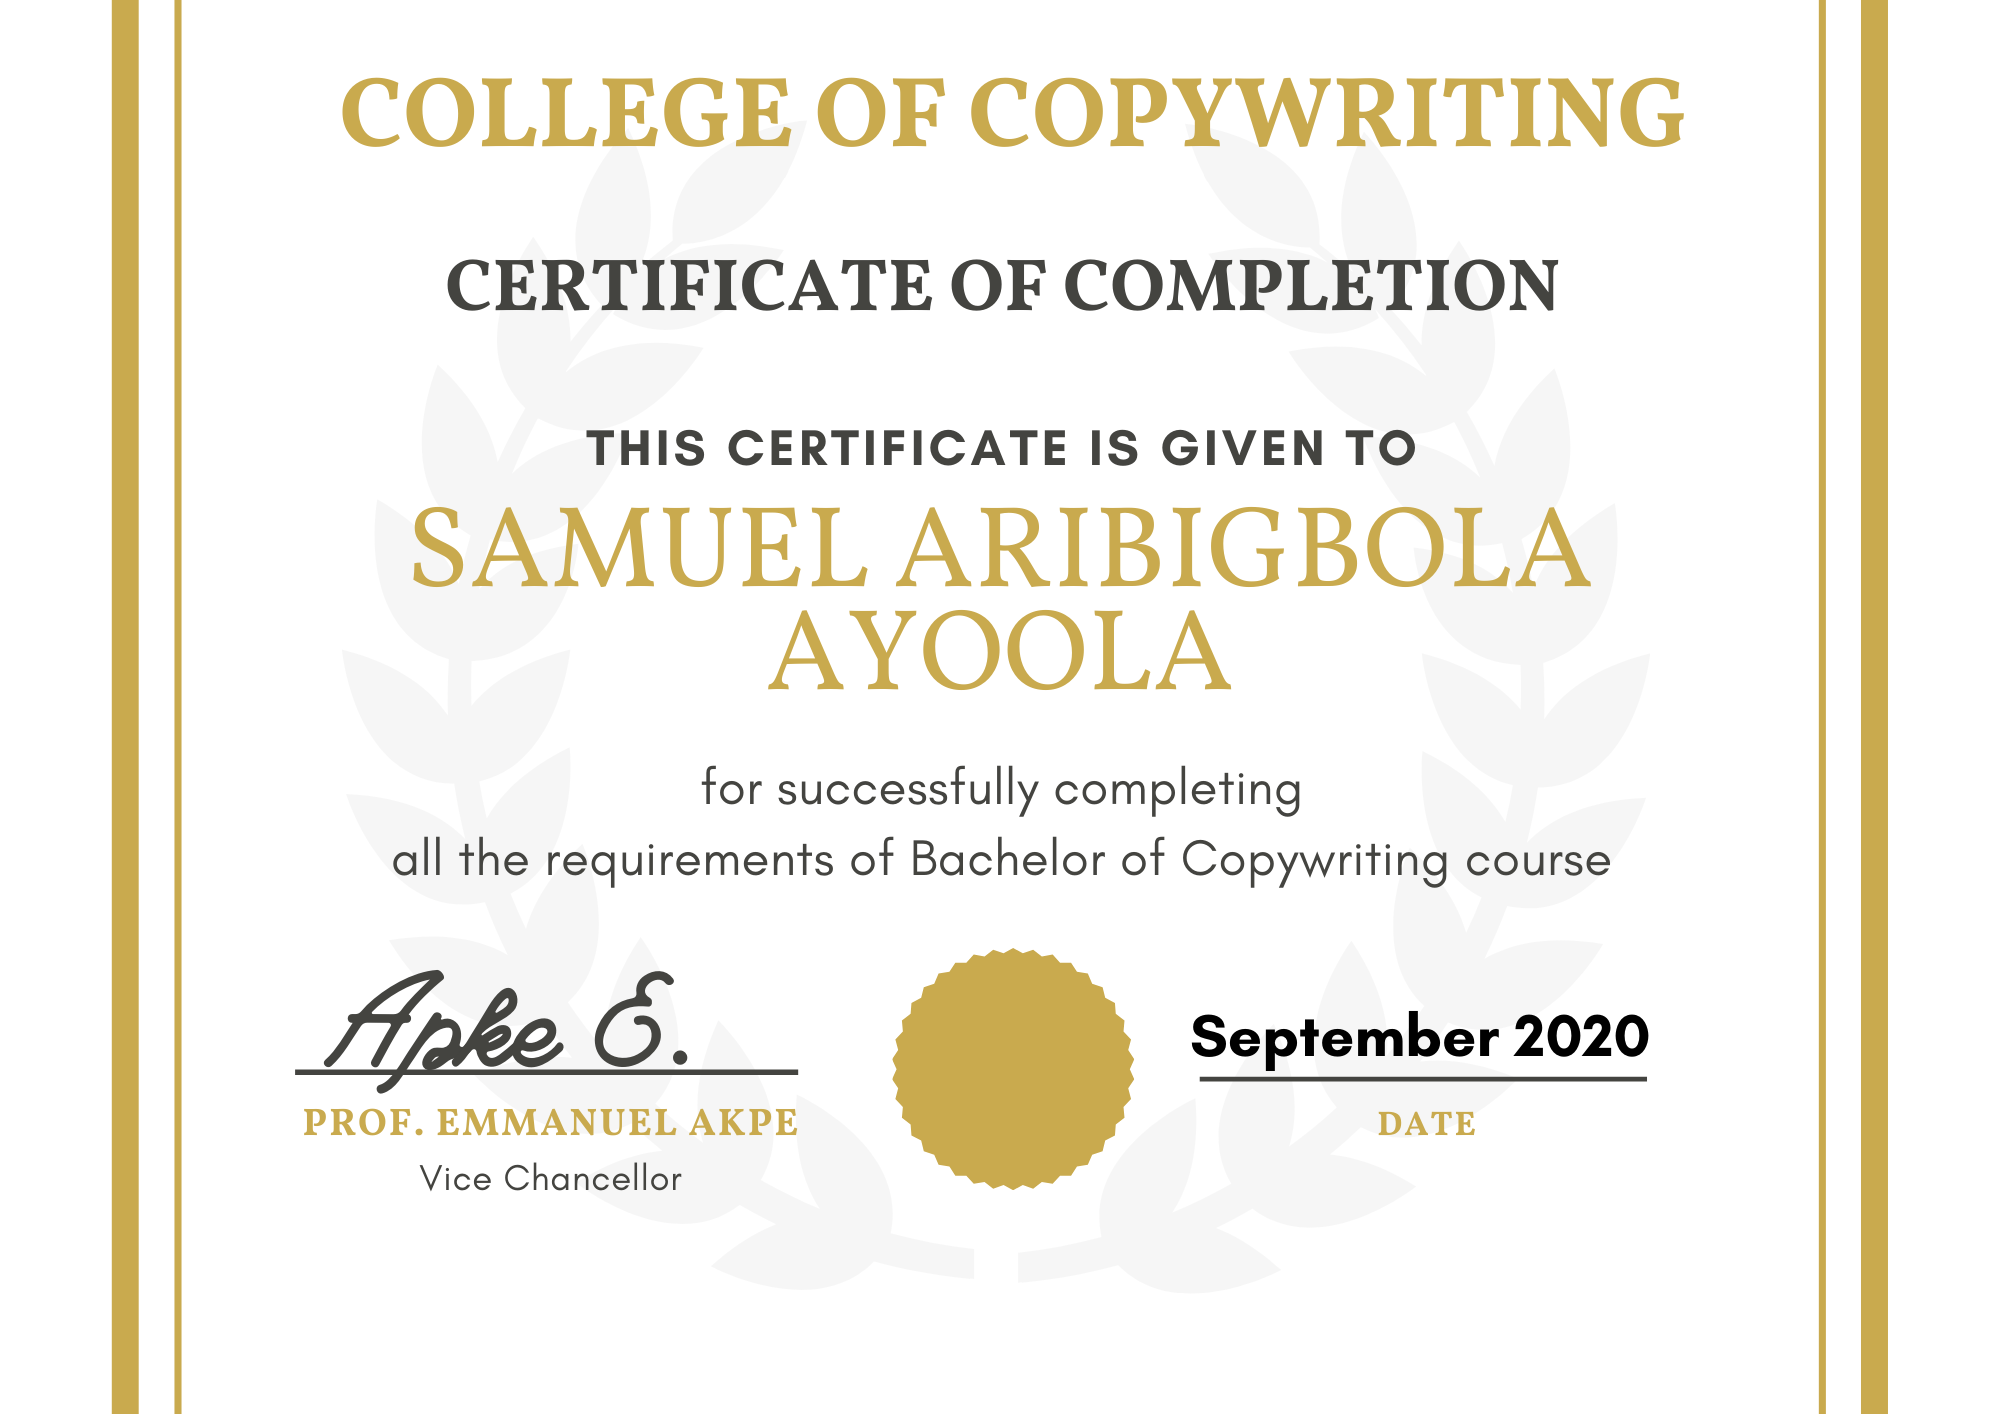 COLLEGE OF COPYWRITING
CERTIFICATE OF COMPLETION
THIS CERTIFICATE IS GIVEN TO
SAMUEL ARIBIGBOLA
AYOOLA
for successfully completing
all the requirements of Bachelor of Copywriting course
Apke E.
September 2020
PROF. EMMANUEL AKPE
DATE
Vice Chancellor